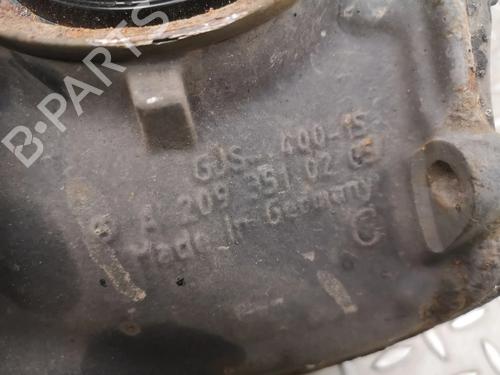 GJS- 400-15
A 209 351 02 05
Made In Germany
C
B-PARTS